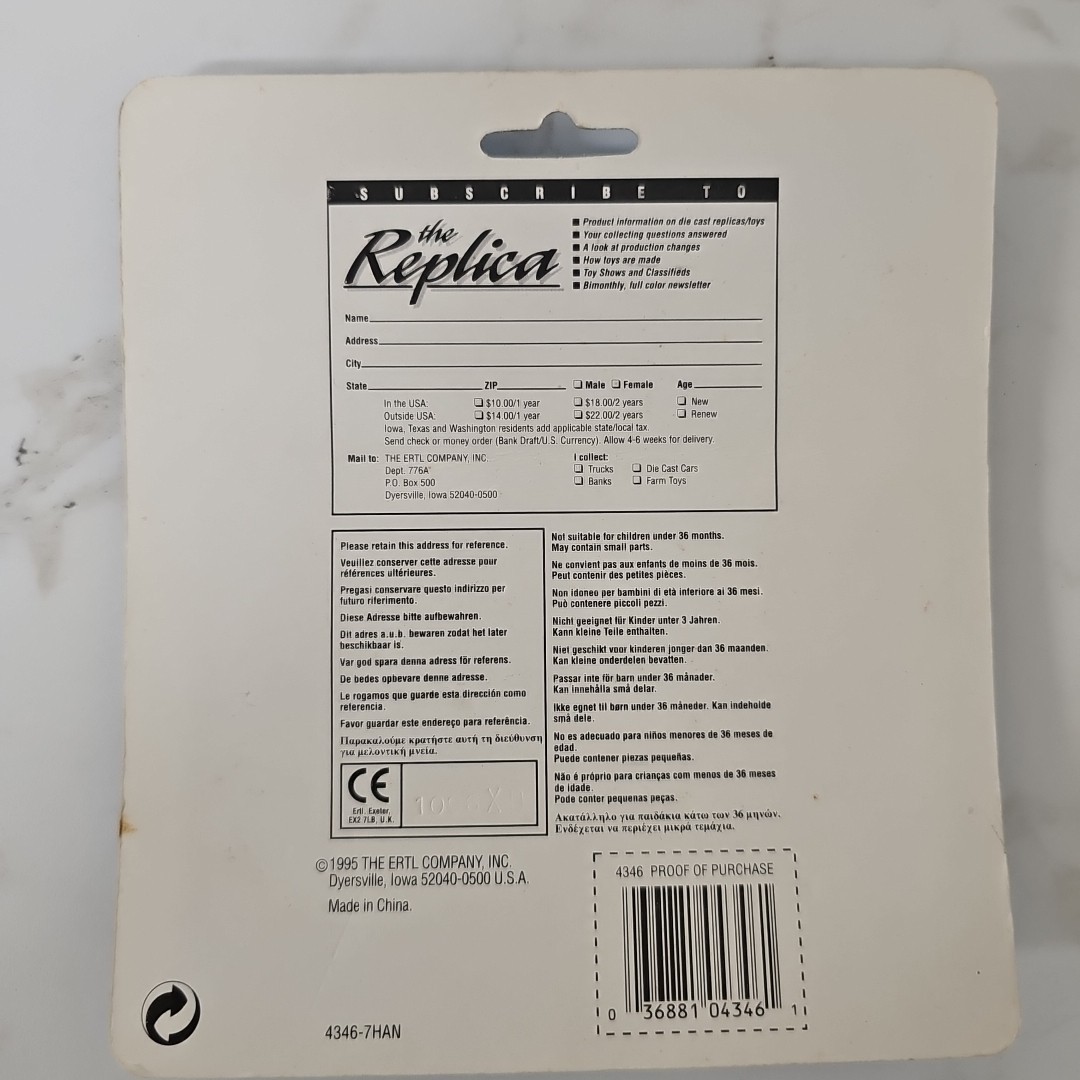 SUBSCRIBE TO
the
Replica
■ Product information on die cast replicas/toys
■ Your collecting questions answered
■ A look at production changes
■ How toys are made
■ Toy Shows and Classifieds
■ Bimonthly, full color newsletter
Name
Address
City
State ZIP ❑ Male ❑ Female Age
In the USA: ❑ $10.00/1 year ❑ $18.00/2 years ❑ New
Outside USA: ❑ $14.00/1 year ❑ $22.00/2 years ❑ Renew
Iowa, Texas and Washington residents add applicable state/local tax.
Send check or money order (Bank Draft/U.S. Currency). Allow 4-6 weeks for delivery.
Mail to: THE ERTL COMPANY, INC.
Dept. 776A
P.O. Box 500
Dyersville, Iowa 52040-0500
I collect:
❑ Trucks ❑ Die Cast Cars
❑ Banks ❑ Farm Toys
Please retain this address for reference.
Veuillez conserver cette adresse pour
références ultérieures.
Pregasi conservare questo indirizzo per
futuro riferimento.
Diese Adresse bitte aufbewahren.
Dit adres a.u.b. bewaren zodat het later
beschikbaar is.
Var god spara denna adress för referens.
De bedes opbevare denne adresse.
Le rogamos que guarde esta dirección como
referencia.
Favor guardar este endereço para referência.
Παρακαλούμε κρατήστε αυτή τη διεύθυνση
για μελοντική μνεία.
CE
Ertl, Exeter,
EX2 7LB, U.K.
Not suitable for children under 36 months.
May contain small parts.
Ne convient pas aux enfants de moins de 36 mois.
Peut contenir des petites pièces.
Non idoneo per bambini di età inferiore ai 36 mesi.
Può contenere piccoli pezzi.
Nicht geeignet für Kinder unter 3 Jahren.
Kann kleine Teile enthalten.
Niet geschikt voor kinderen jonger dan 36 maanden.
Kan kleine onderdelen bevatten.
Passar inte för barn under 36 månader.
Kan innehålla små delar.
Ikke egnet til børn under 36 måneder. Kan indeholde
små dele.
No es adecuado para niños menores de 36 meses de
edad.
Puede contener piezas pequeñas.
Não é próprio para crianças com menos de 36 meses
de idade.
Pode conter pequenas peças.
Ακατάλληλο για παιδάκια κάτω των 36 μηνών.
Ενδέχεται να περιέχει μικρά τεμάχια.
©1995 THE ERTL COMPANY, INC.
Dyersville, Iowa 52040-0500 U.S.A.
Made in China.
4346-7HAN
4346 PROOF OF PURCHASE
0 36881 04346 1